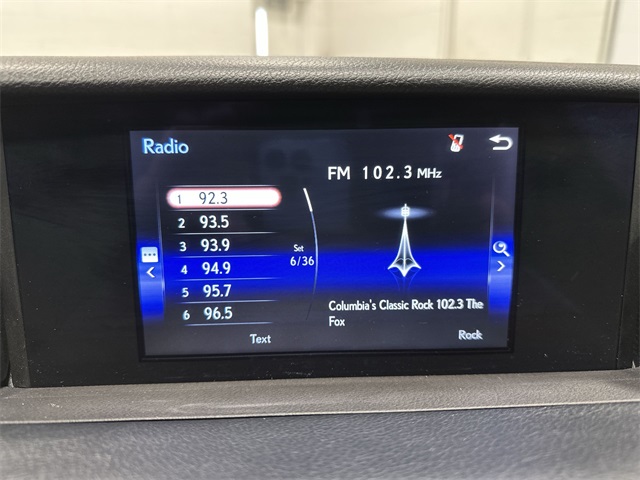 Radio
FM 102.3 MHz
1 92.3
2 93.5
3 93.9
4 94.9
5 95.7
6 96.5
Set
6/36
Columbia's Classic Rock 102.3 The
Fox
Text
Rock